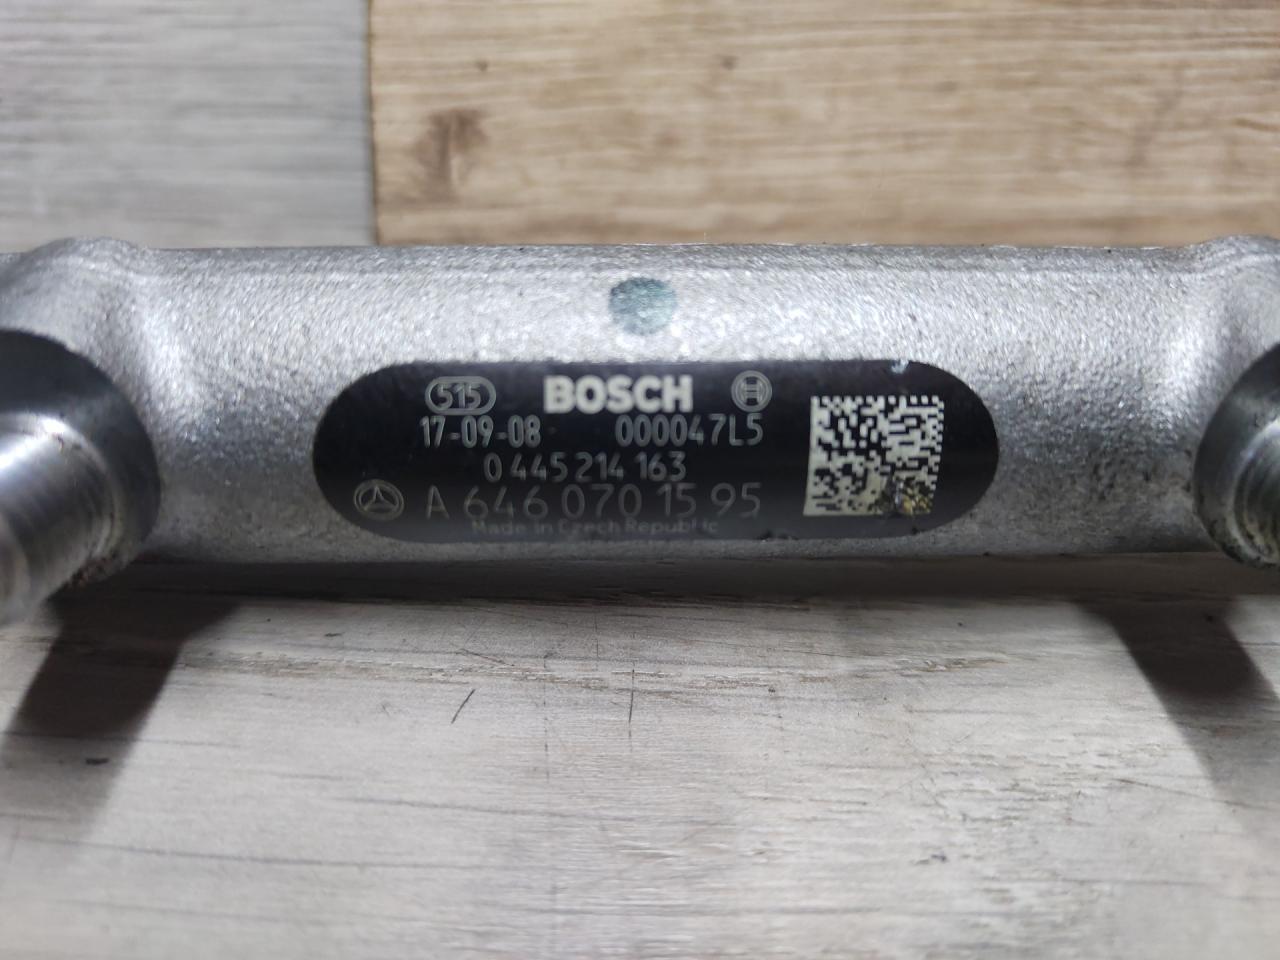 515 BOSCH
17-09-08 000047L5
0 445 214 163
A 646 070 15 95
Made in Czech Republic